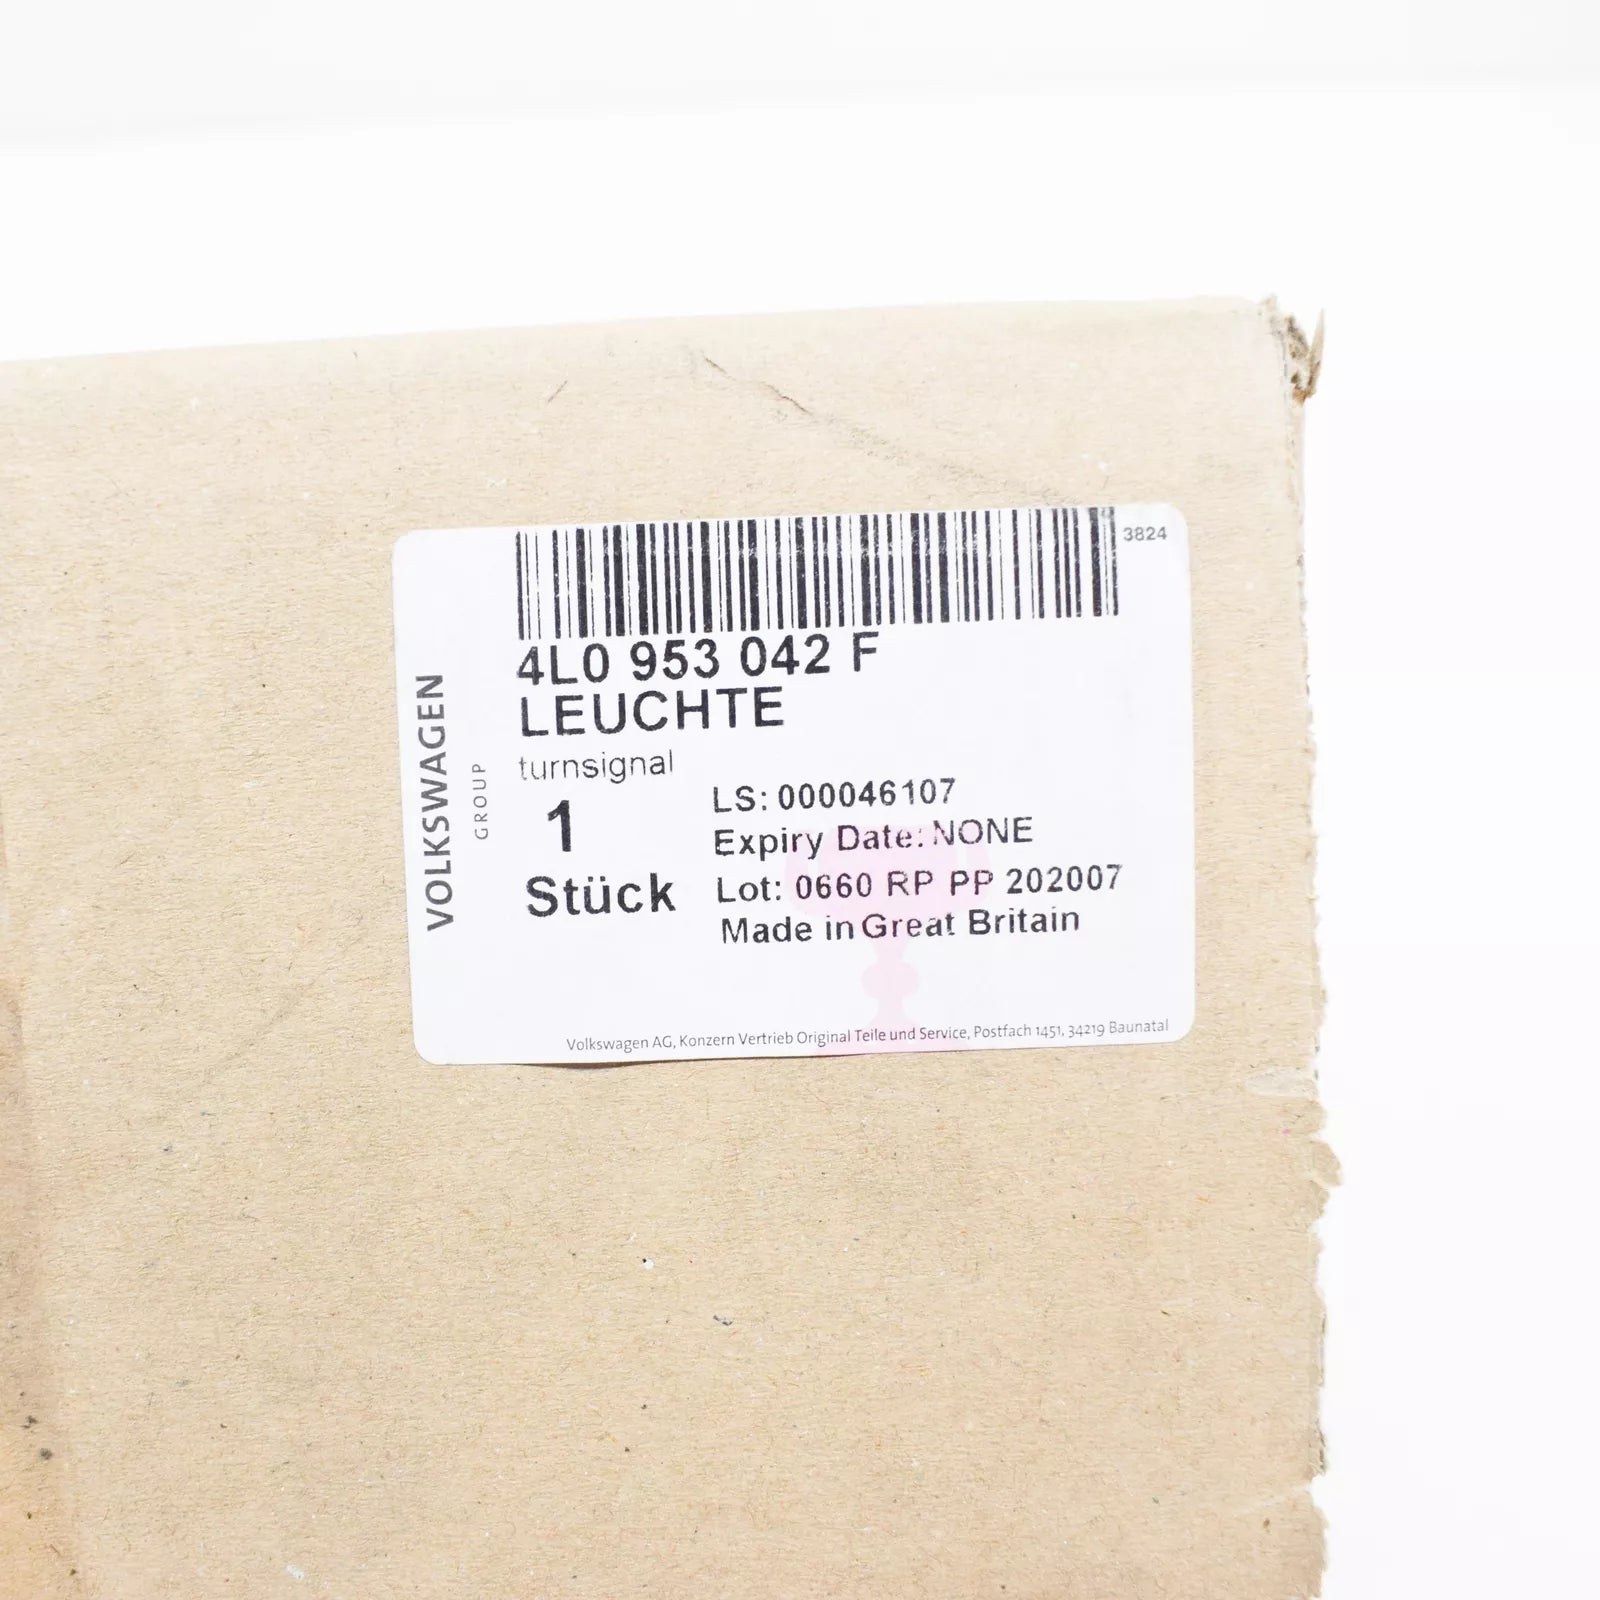 3824
4L0 953 042 F
LEUCHTE
turnsignal
1
Stück
LS: 000046107
Expiry Date: NONE
Lot: 0660 RP PP 202007
Made in Great Britain
VOLKSWAGEN
GROUP
Volkswagen AG, Konzern Vertrieb Original Teile und Service, Postfach 1451, 34219 Baunatal